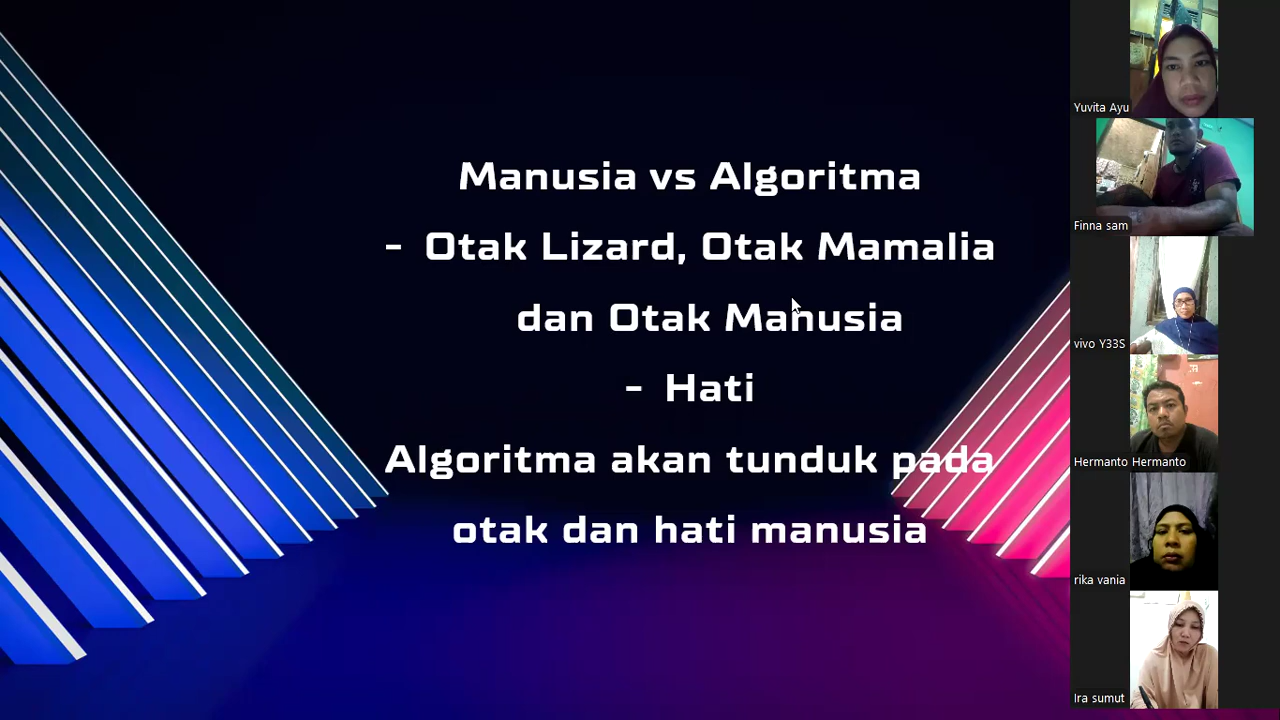 Manusia vs Algoritma
- Otak Lizard, Otak Mamalia
dan Otak Manusia
- Hati
Algoritma akan tunduk pada
otak dan hati manusia
Yuvita Ayu
Finna sam
vivo Y33S
Hermanto Hermanto
rika vania
Ira sumut